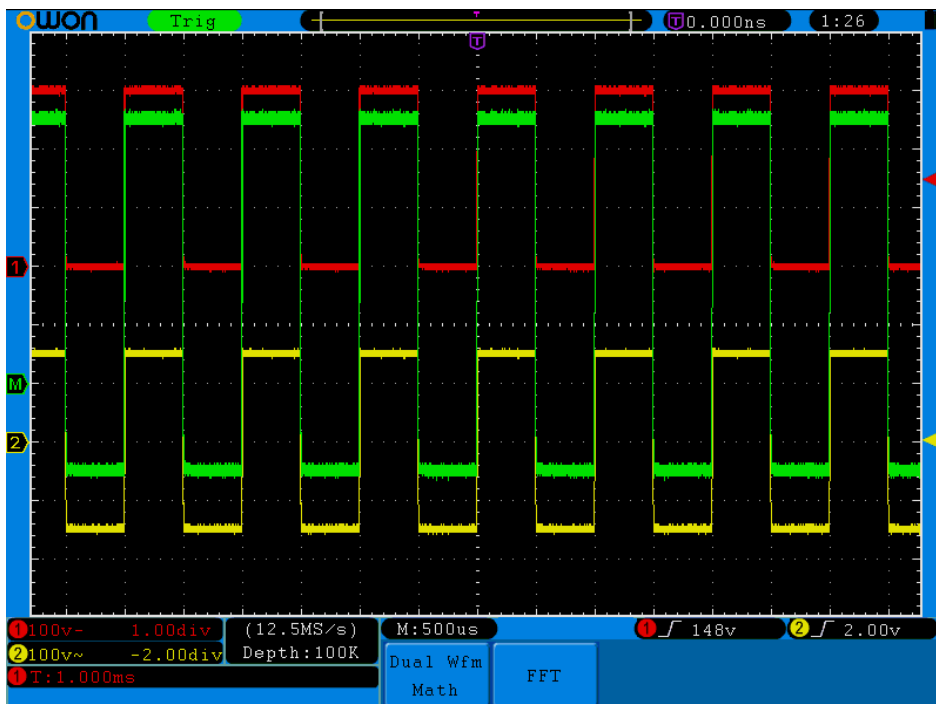 OWON Trig T T0.000ns 1:26
T
1
M
2
1 100v- 1.00div (12.5MS/s) M:500us 1 148v 2 2.00v
2 100v~ -2.00div Depth:100K
1 T:1.000ms
Dual Wfm
Math
FFT